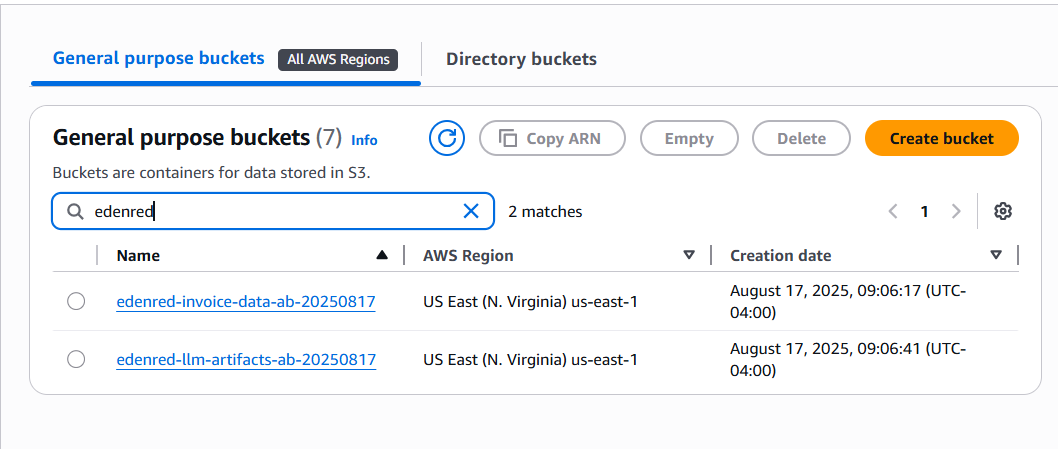 General purpose buckets All AWS Regions Directory buckets
General purpose buckets (7) Info Copy ARN Empty Delete Create bucket
Buckets are containers for data stored in S3.
edenred 2 matches 1
Name AWS Region Creation date
edenred-invoice-data-ab-20250817 US East (N. Virginia) us-east-1 August 17, 2025, 09:06:17 (UTC-
04:00)
edenred-llm-artifacts-ab-20250817 US East (N. Virginia) us-east-1 August 17, 2025, 09:06:41 (UTC-
04:00)